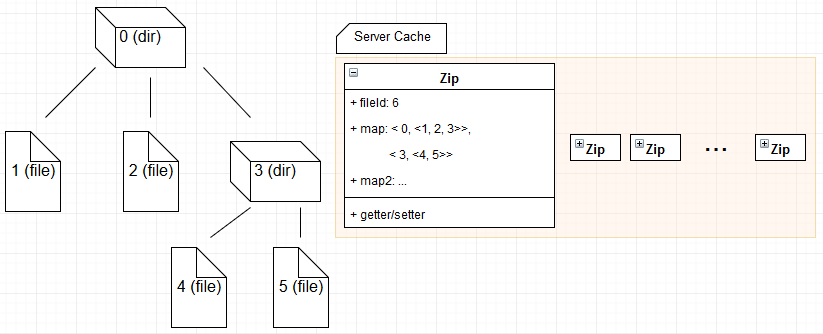 0 (dir)
1 (file)
2 (file)
3 (dir)
4 (file)
5 (file)
Server Cache
Zip
+ fileId: 6
+ map: < 0, <1, 2, 3>>,
< 3, <4, 5>>
+ map2: ...
+ getter/setter
Zip
Zip
...
Zip